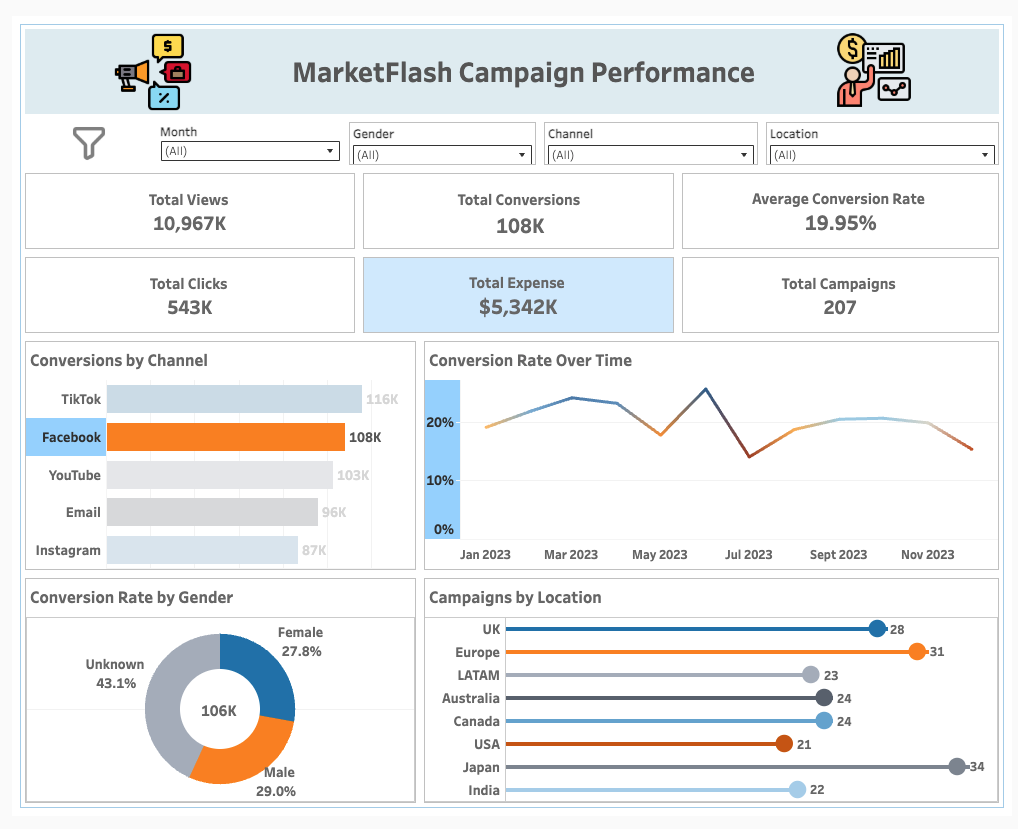 $
%
MarketFlash Campaign Performance
$
Month
(All)
Gender
(All)
Channel
(All)
Location
(All)
Total Views
10,967K
Total Conversions
108K
Average Conversion Rate
19.95%
Total Clicks
543K
Total Expense
$5,342K
Total Campaigns
207
Conversions by Channel
TikTok 116K
Facebook 108K
YouTube 103K
Email 96K
Instagram 87K
Conversion Rate Over Time
20%
10%
0%
Jan 2023 Mar 2023 May 2023 Jul 2023 Sept 2023 Nov 2023
Conversion Rate by Gender
Female
27.8%
Unknown
43.1%
106K
Male
29.0%
Campaigns by Location
UK 28
Europe 31
LATAM 23
Australia 24
Canada 24
USA 21
Japan 34
India 22